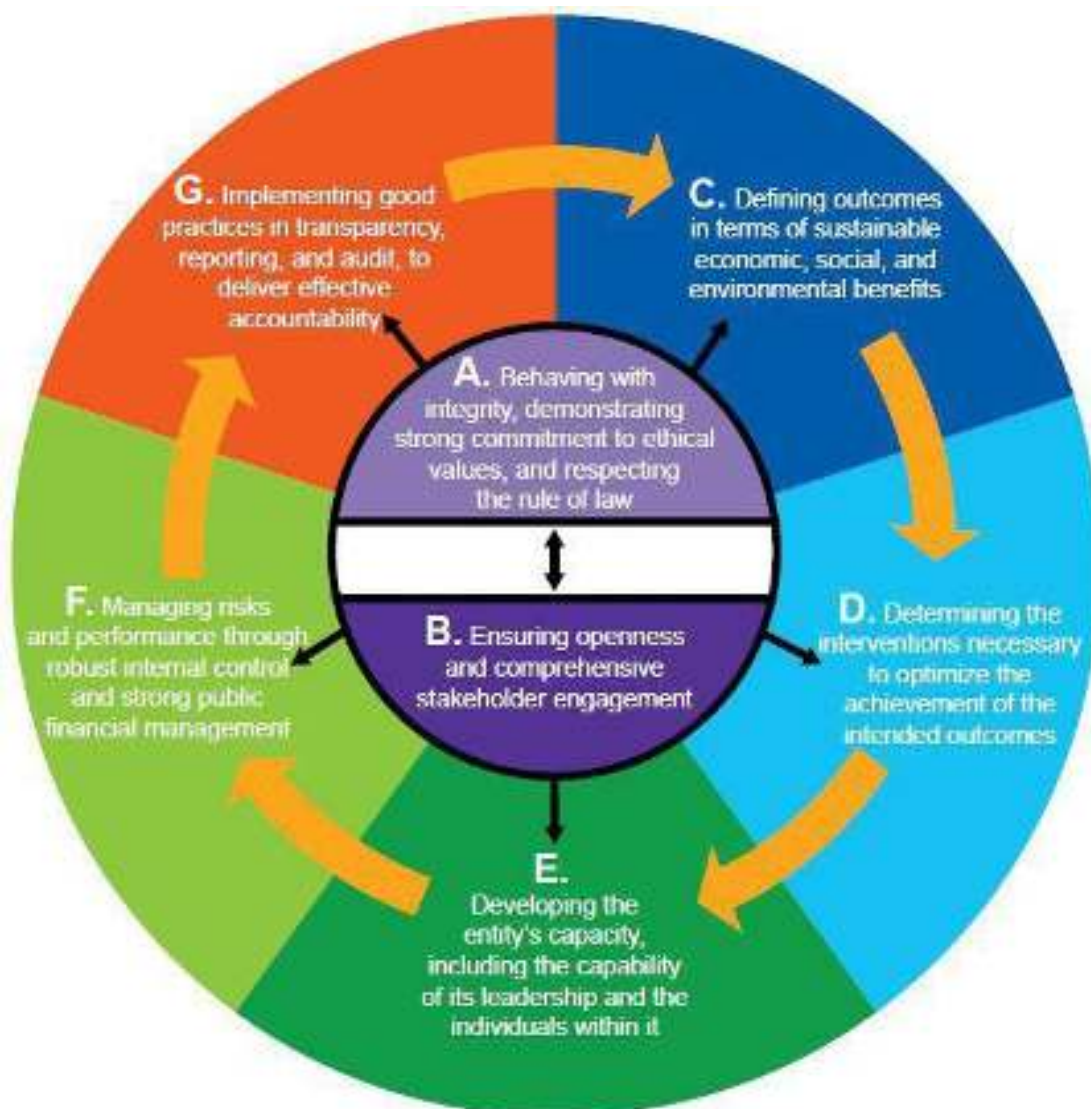 G. Implementing good
practices in transparency,
reporting, and audit, to
deliver effective
accountability
C. Defining outcomes
in terms of sustainable
economic, social, and
environmental benefits
A. Behaving with
integrity, demonstrating
strong commitment to ethical
values, and respecting
the rule of law
B. Ensuring openness
and comprehensive
stakeholder engagement
F. Managing risks
and performance through
robust internal control
and strong public
financial management
D. Determining the
interventions necessary
to optimize the
achievement of the
intended outcomes
E.
Developing the
entity's capacity,
including the capability
of its leadership and the
individuals within it